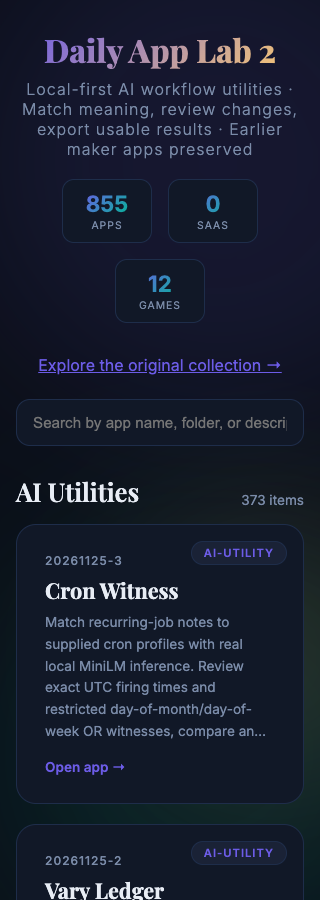 Daily App Lab 2
Local-first AI workflow utilities ·
Match meaning, review changes,
export usable results · Earlier
maker apps preserved
855
APPS
0
SAAS
12
GAMES
Explore the original collection →
Search by app name, folder, or descri
AI Utilities
373 items
AI-UTILITY
20261125-3
Cron Witness
Match recurring-job notes to
supplied cron profiles with real
local MiniLM inference. Review
exact UTC firing times and
restricted day-of-month/day-of-
week OR witnesses, compare an...
Open app →
AI-UTILITY
20261125-2
Vary Ledger